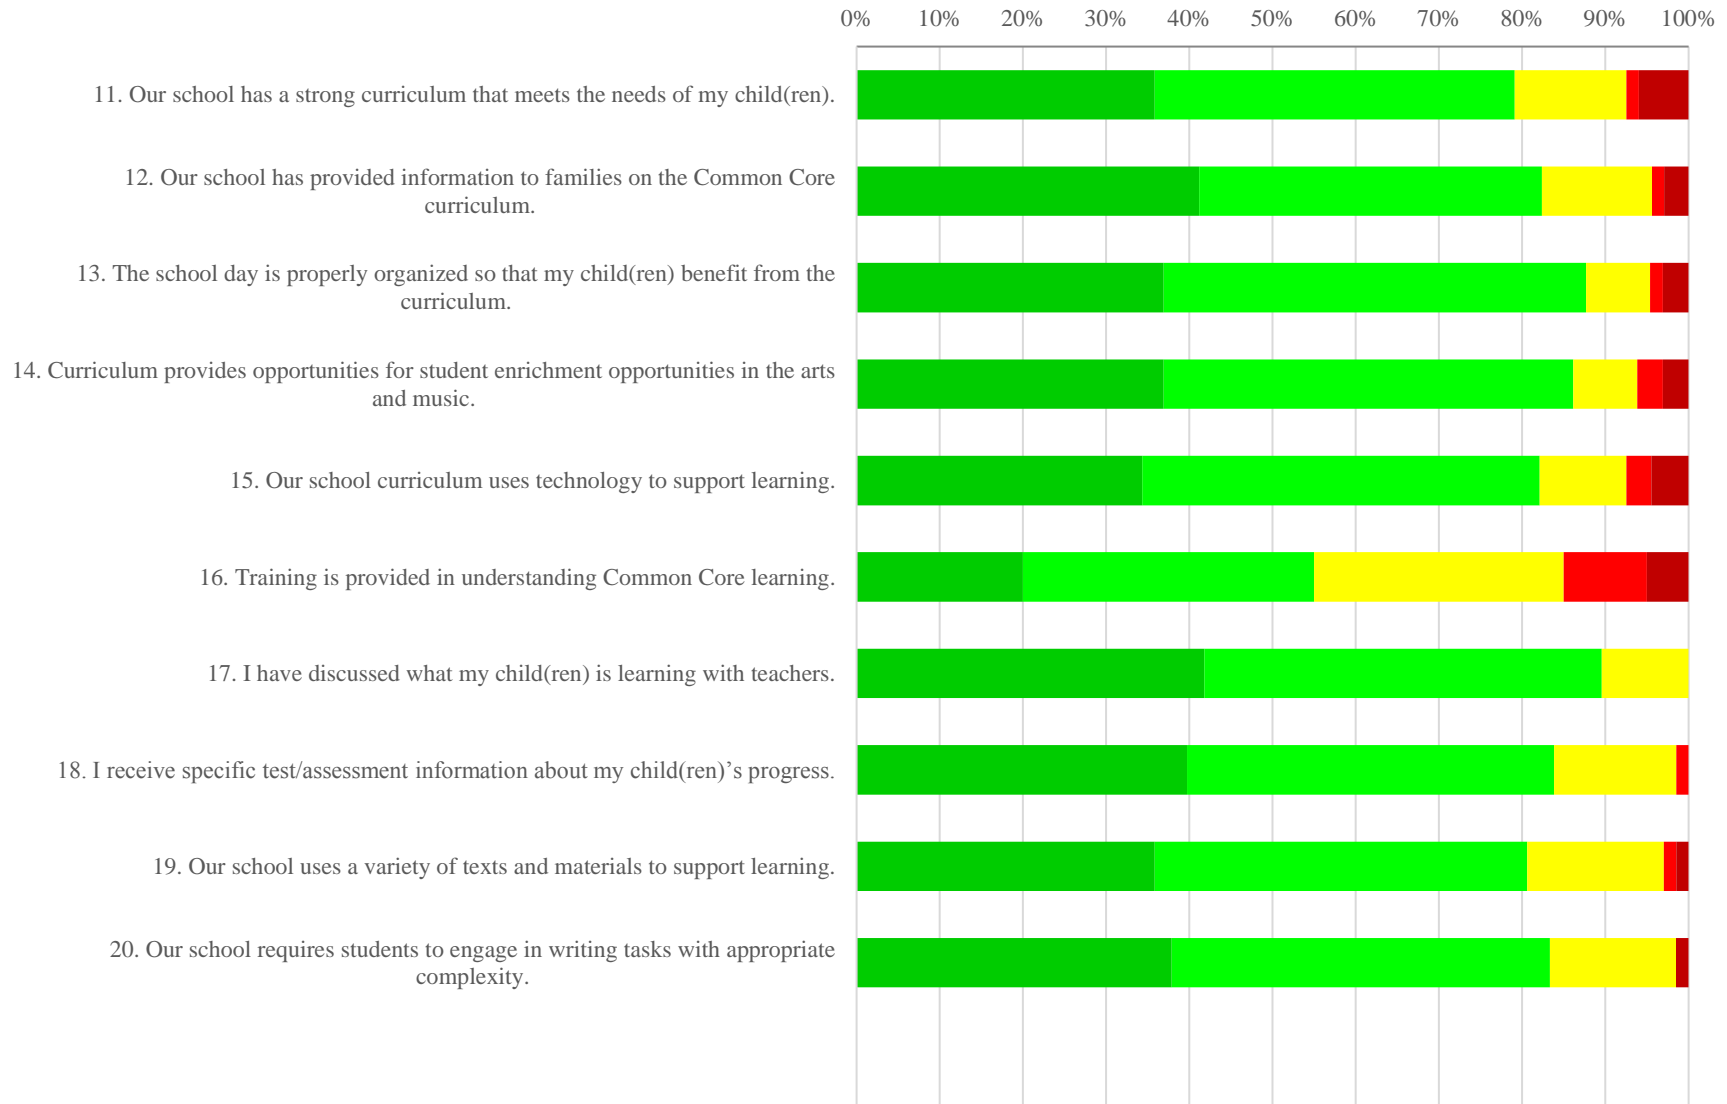 0% 10% 20% 30% 40% 50% 60% 70% 80% 90% 100%
11. Our school has a strong curriculum that meets the needs of my child(ren).
12. Our school has provided information to families on the Common Core
curriculum.
13. The school day is properly organized so that my child(ren) benefit from the
curriculum.
14. Curriculum provides opportunities for student enrichment opportunities in the arts
and music.
15. Our school curriculum uses technology to support learning.
16. Training is provided in understanding Common Core learning.
17. I have discussed what my child(ren) is learning with teachers.
18. I receive specific test/assessment information about my child(ren)’s progress.
19. Our school uses a variety of texts and materials to support learning.
20. Our school requires students to engage in writing tasks with appropriate
complexity.